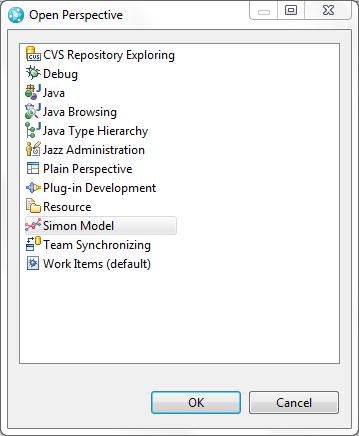 Open Perspective
CVS Repository Exploring
Debug
Java
Java Browsing
Java Type Hierarchy
Jazz Administration
Plain Perspective
Plug-in Development
Resource
Simon Model
Team Synchronizing
Work Items (default)
OK
Cancel